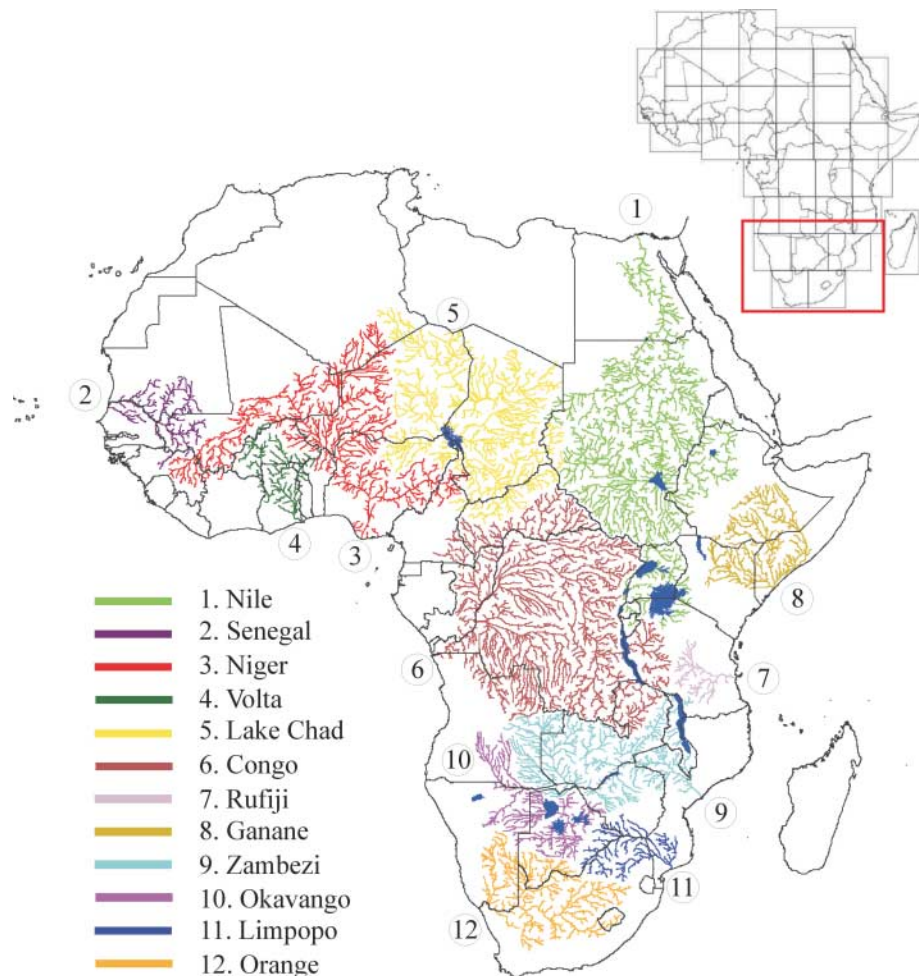 1
5
2
4
3
8
6
7
10
9
11
12
1. Nile
2. Senegal
3. Niger
4. Volta
5. Lake Chad
6. Congo
7. Rufiji
8. Ganane
9. Zambezi
10. Okavango
11. Limpopo
12. Orange